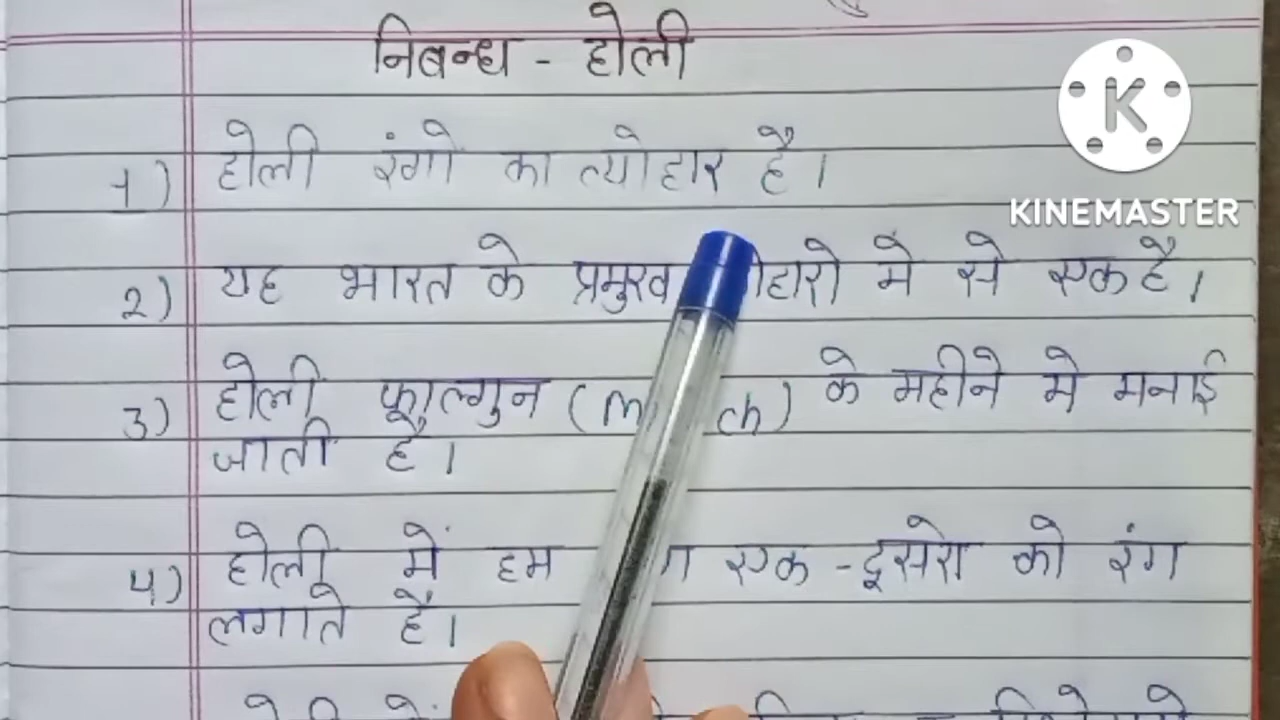 निबन्ध - होली
1) होली रंगो का त्योहार है।
2) यह भारत के प्रमुख हारो मे से एक है।
3) होली फाल्गुन ( ch) के महीने मे मनाई
जाती है।
4) होली में हम एक-दूसरो को रंग
लगाते हैं।
KINEMASTER